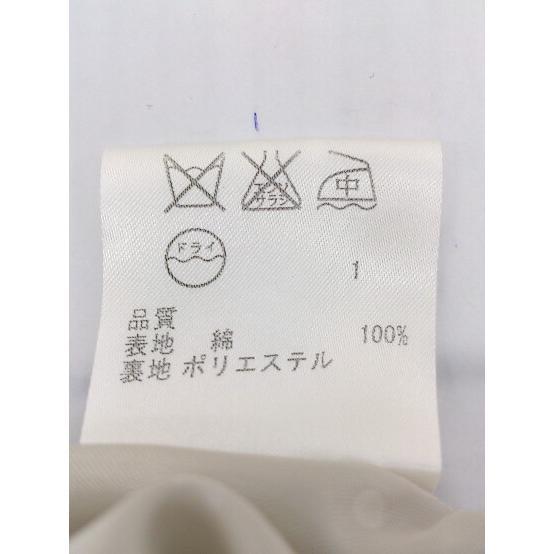 エンソ
サラシ
中
ドライ
1
品質
表地 綿 100%
裏地 ポリエステル